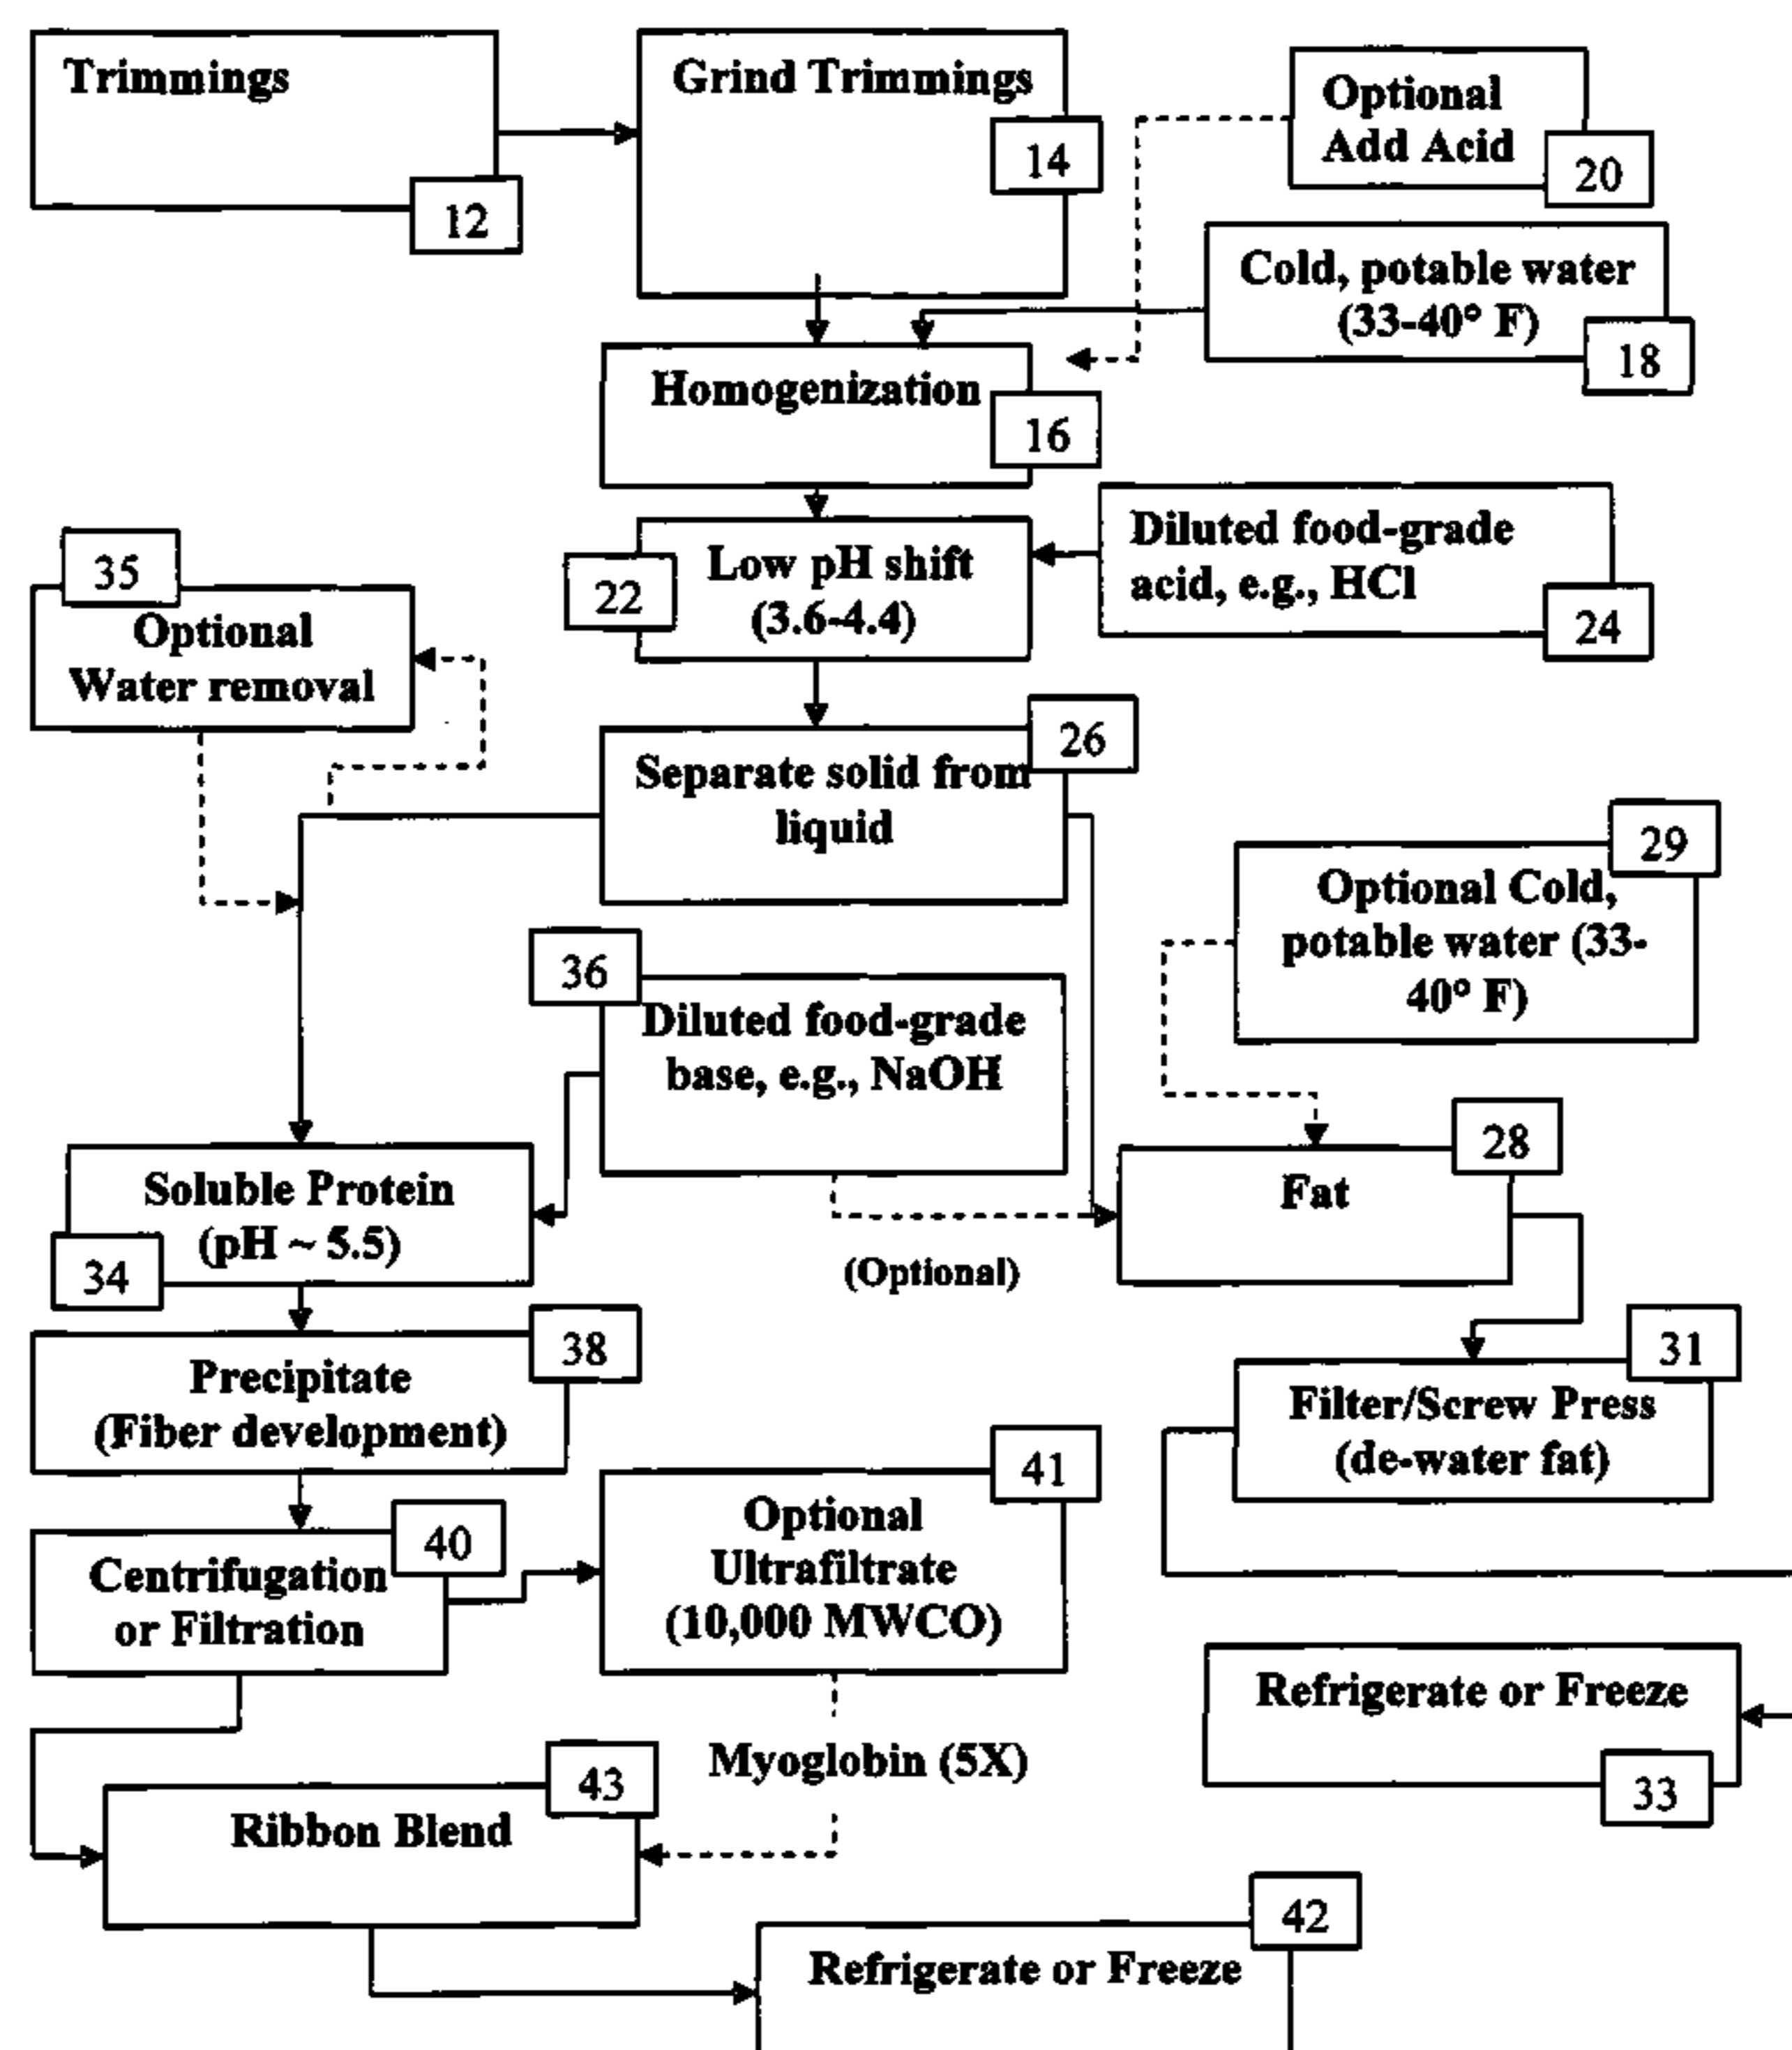 Trimmings
12
Grind Trimmings
14
Optional
Add Acid
20
Cold, potable water
(33-40° F)
18
Homogenization
16
Low pH shift
(3.6-4.4)
22
Diluted food-grade
acid, e.g., HCl
24
35
Optional
Water removal
26
Separate solid from
liquid
29
Optional Cold,
potable water (33-
40° F)
36
Diluted food-grade
base, e.g., NaOH
Soluble Protein
(pH ~ 5.5)
34
(Optional)
28
Fat
38
Precipitate
(Fiber development)
31
Filter/Screw Press
(de-water fat)
40
Centrifugation
or Filtration
41
Optional
Ultrafiltrate
(10,000 MWCO)
Refrigerate or Freeze
33
Myoglobin (5X)
43
Ribbon Blend
42
Refrigerate or Freeze